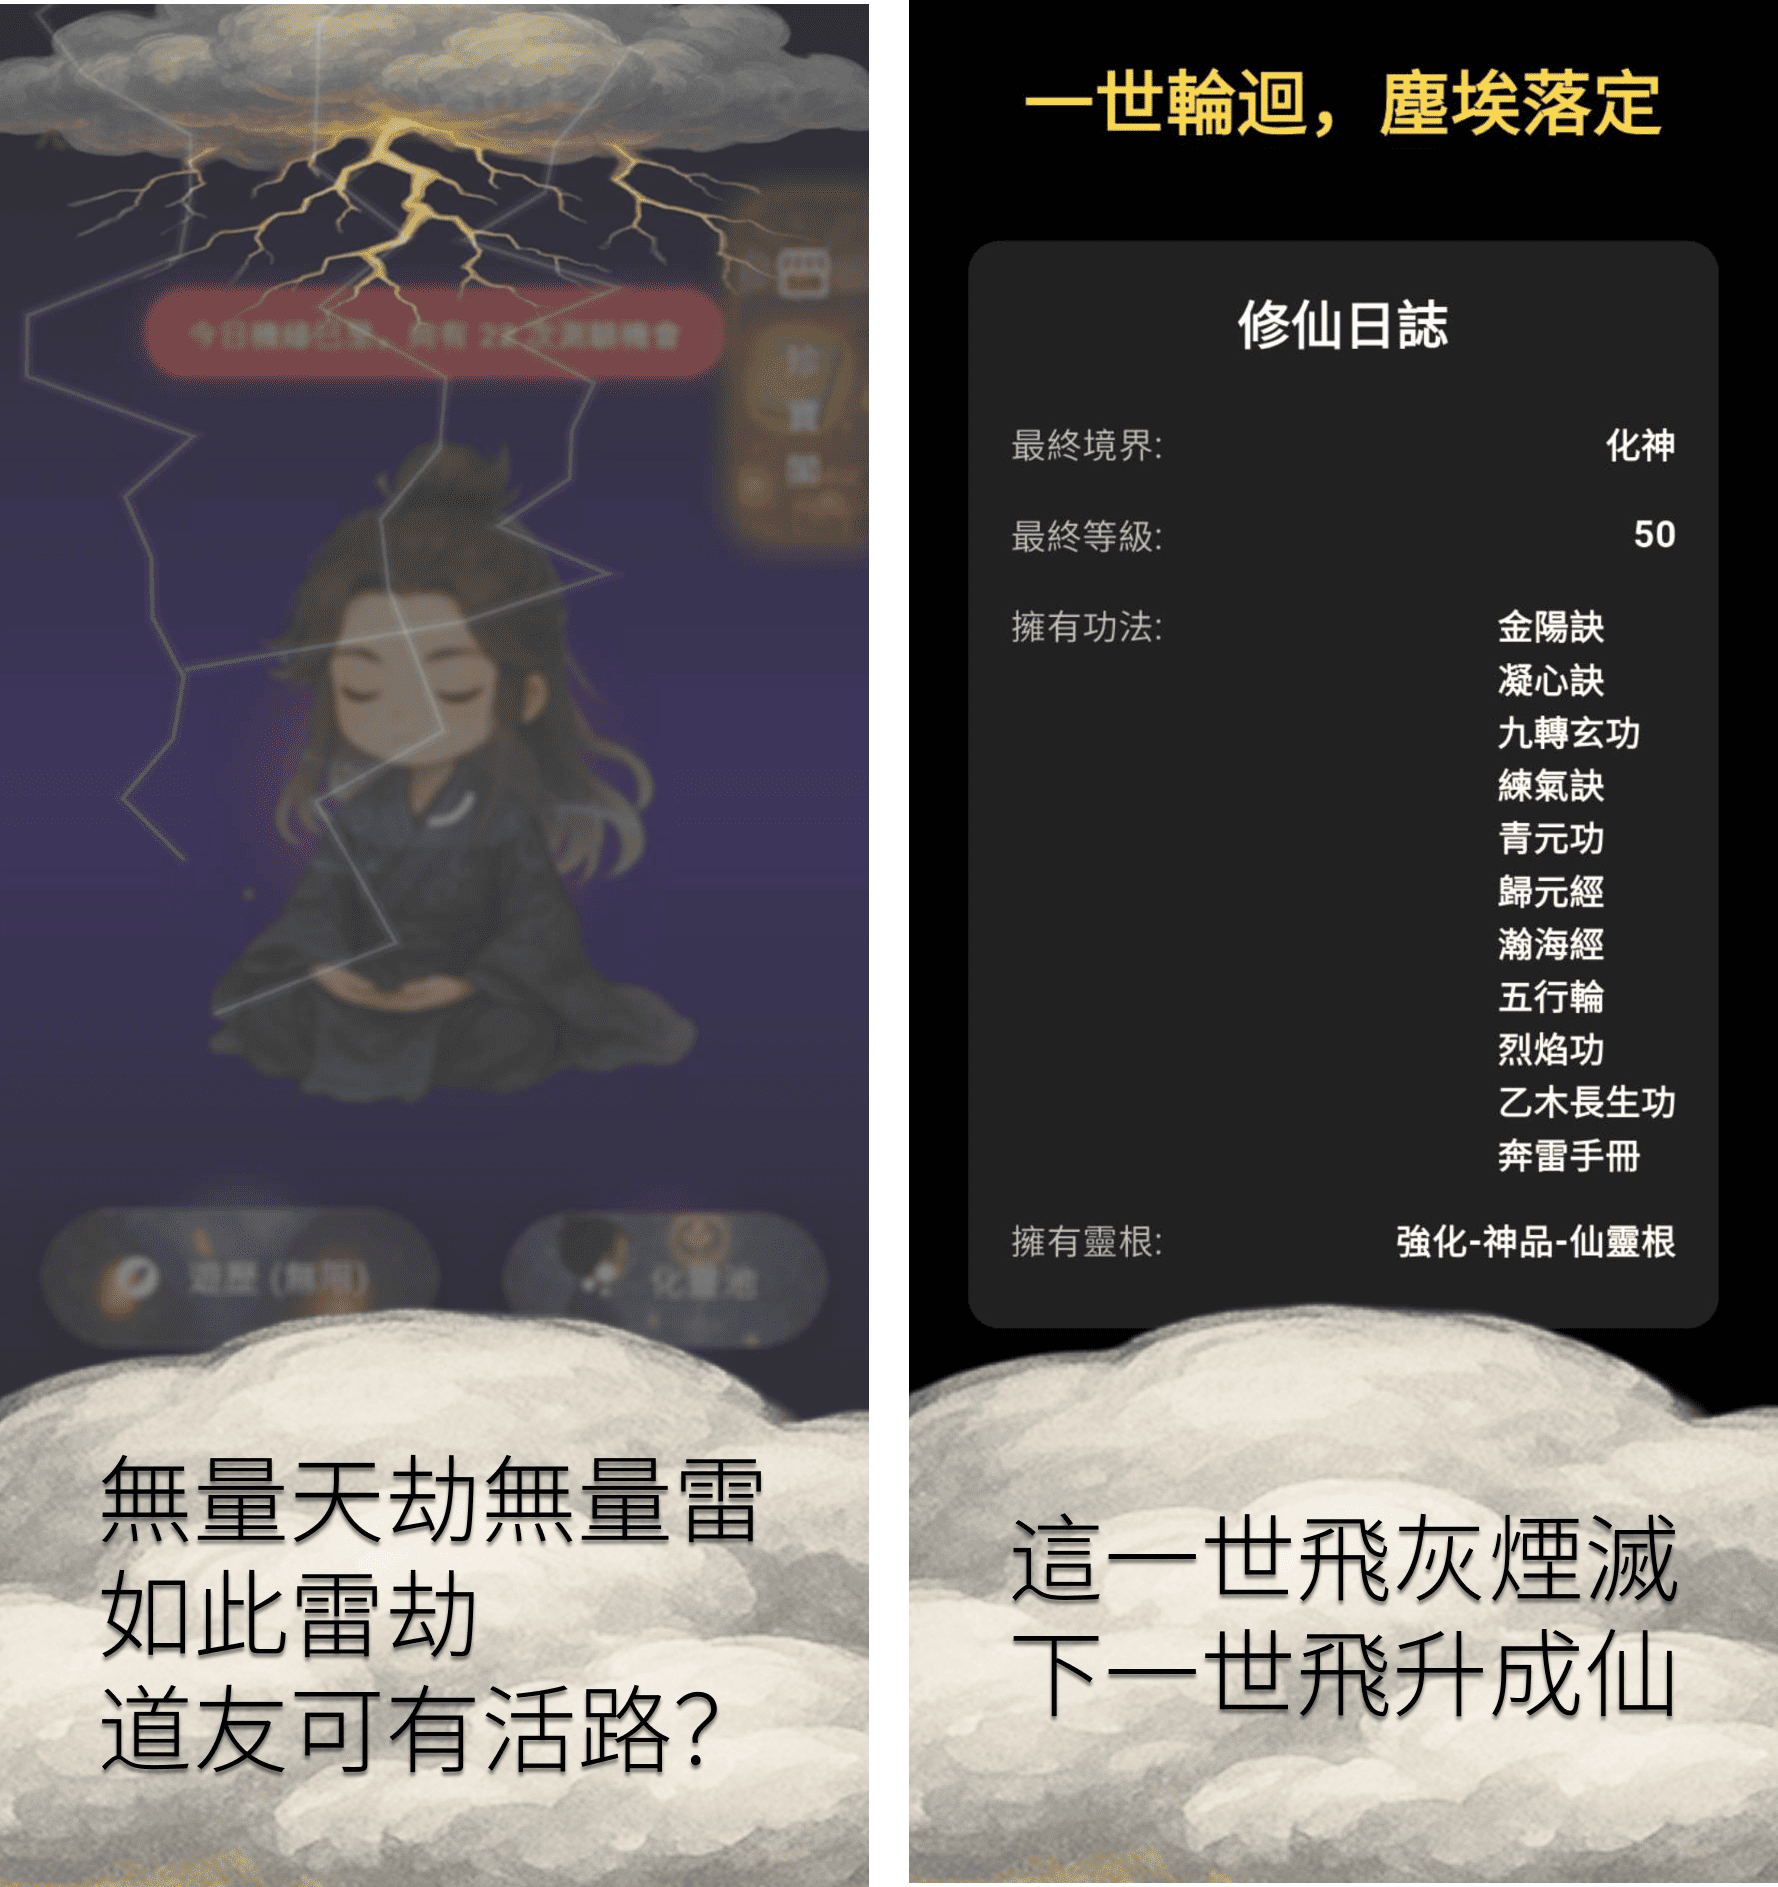 無量天劫無量雷
如此雷劫
道友可有活路?
一世輪迴，塵埃落定
修仙日誌
最終境界: 化神
最終等級: 50
擁有功法: 金陽訣
凝心訣
九轉玄功
練氣訣
青元功
歸元經
瀚海經
五行輪
烈焰功
乙木長生功
奔雷手冊
擁有靈根: 強化-神品-仙靈根
這一世飛灰煙滅
下一世飛升成仙